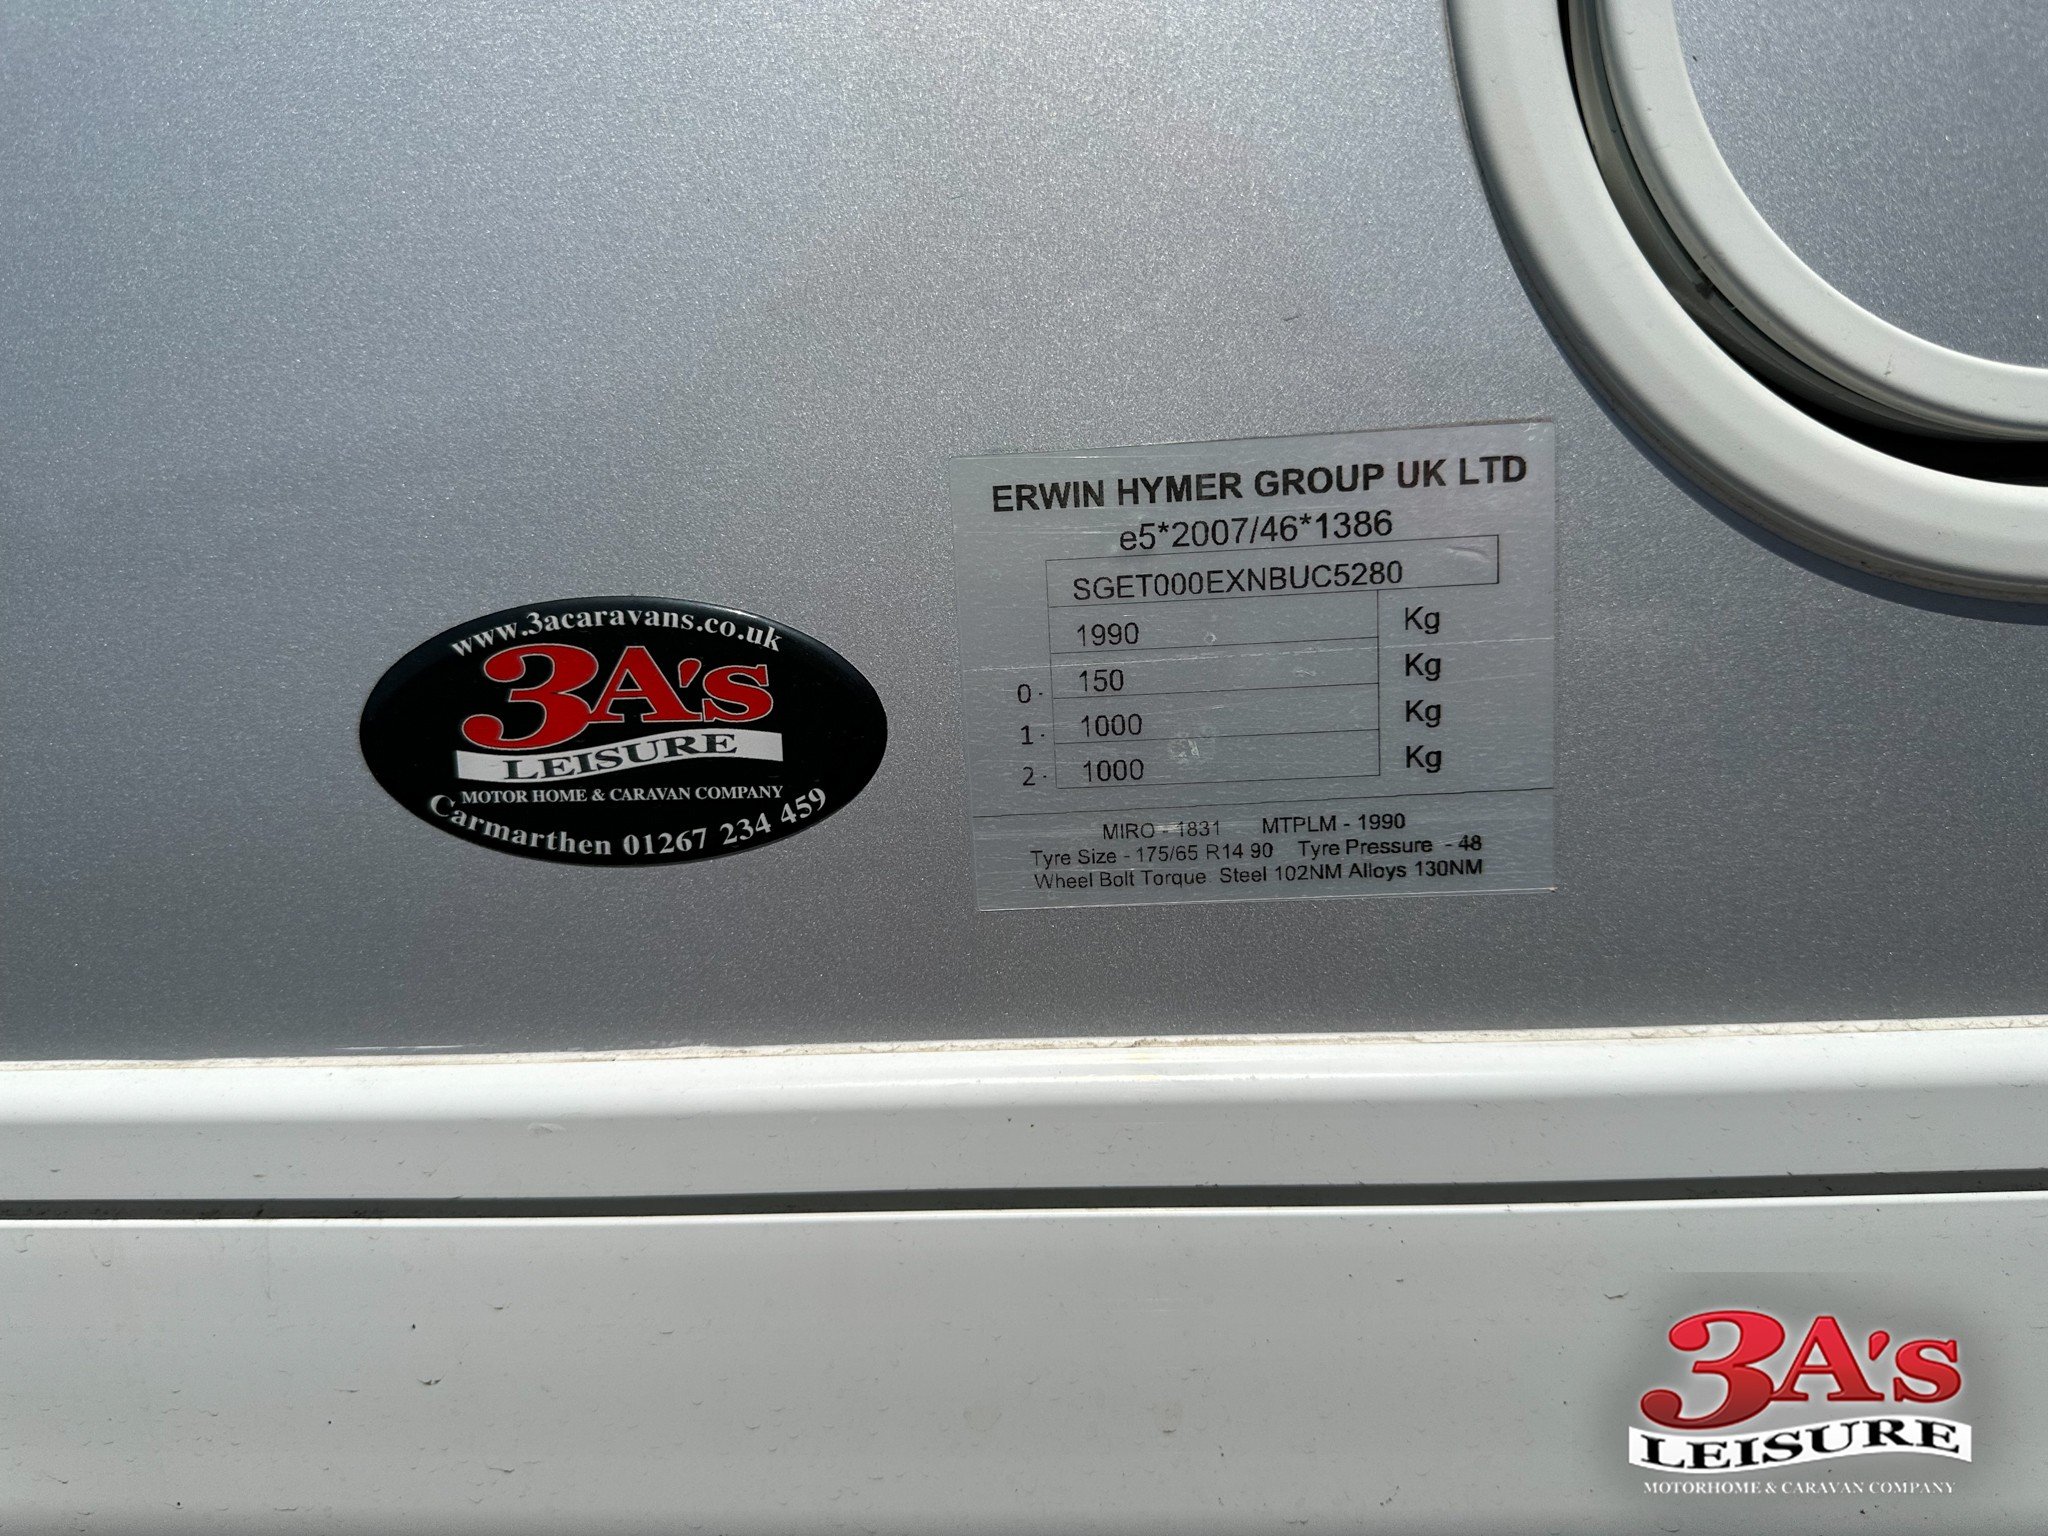 www.3acaravans.co.uk
3A's
LEISURE
MOTOR HOME & CARAVAN COMPANY
Carmarthen 01267 234 459
ERWIN HYMER GROUP UK LTD
e5*2007/46*1386
SGET000EXNBUC5280
1990 Kg
0 - 150 Kg
1 - 1000 Kg
2 - 1000 Kg
MIRO - 1831 MTPLM - 1990
Tyre Size - 175/65 R14 90 Tyre Pressure - 48
Wheel Bolt Torque Steel 102NM Alloys 130NM
3A's
LEISURE
MOTORHOME & CARAVAN COMPANY